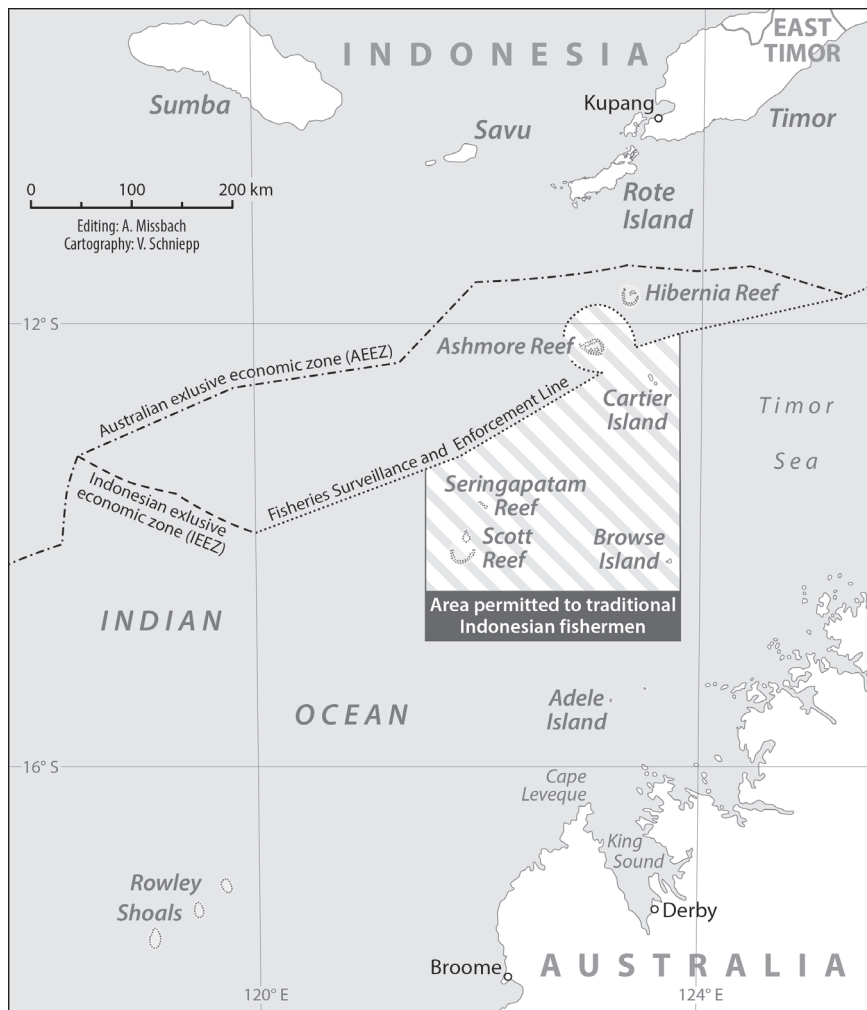 EAST
TIMOR
INDONESIA
Sumba
Kupang
Savu
Timor
Rote
Island
0 100 200 km
Editing: A. Missbach
Cartography: V. Schniepp
Hibernia Reef
12° S
Ashmore Reef
Australian exlusive economic zone (AEEZ)
Cartier
Island
Timor
Sea
Fisheries Surveillance and Enforcement Line
Indonesian exlusive
economic zone (IEEZ)
Seringapatam
Reef
Scott
Reef
Browse
Island
Area permitted to traditional
Indonesian fishermen
INDIAN
OCEAN
Adele
Island
16° S
Cape
Leveque
King
Sound
Rowley
Shoals
Derby
Broome
AUSTRALIA
120° E
124° E